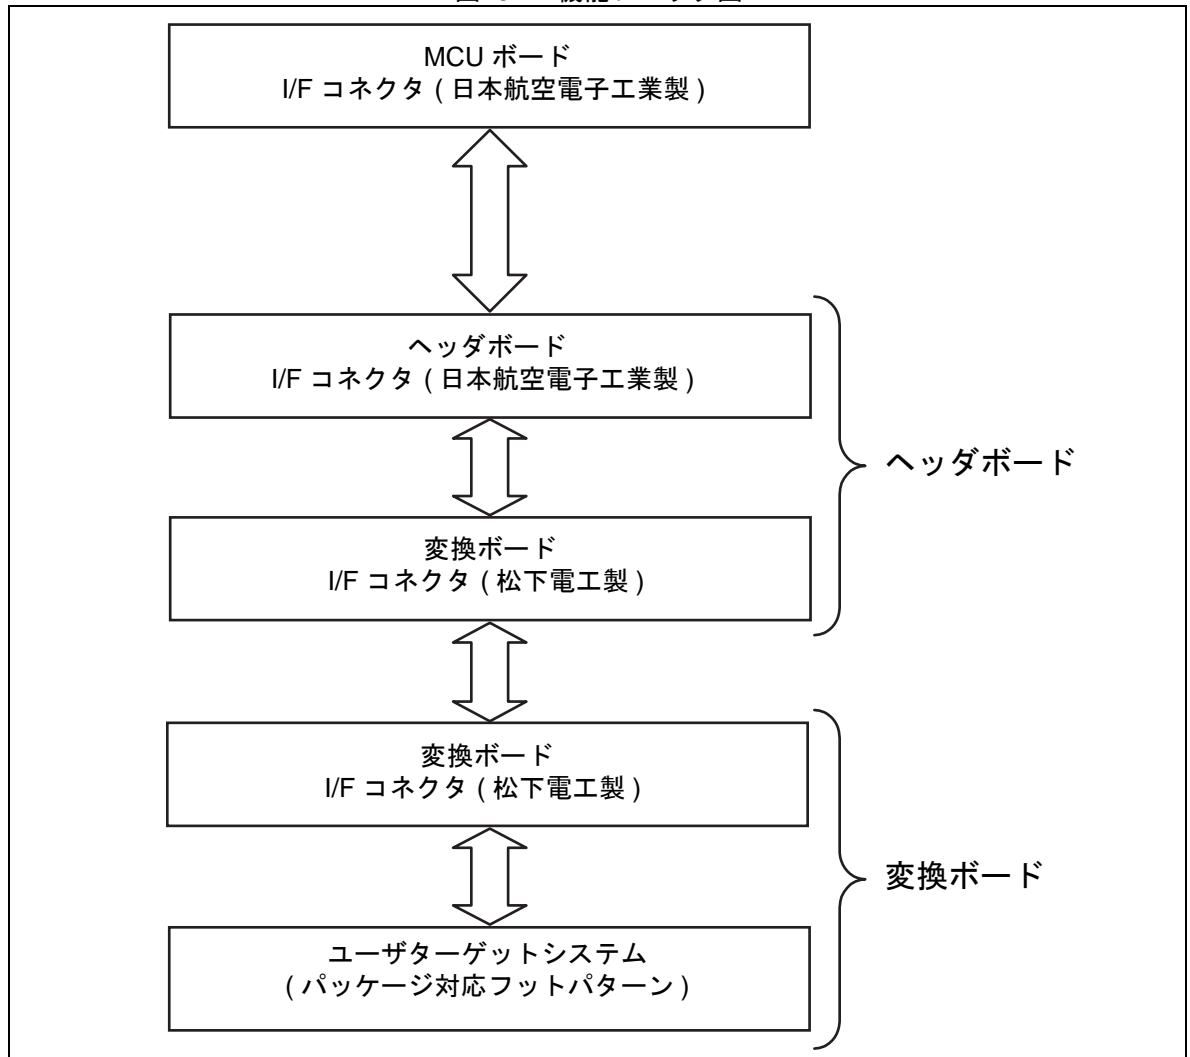 MCU ボード
I/F コネクタ ( 日本航空電子工業製 )
ヘッダボード
I/F コネクタ ( 日本航空電子工業製 )
ヘッダボード
変換ボード
I/F コネクタ ( 松下電工製 )
変換ボード
I/F コネクタ ( 松下電工製 )
変換ボード
ユーザターゲットシステム
( パッケージ対応フットパターン )